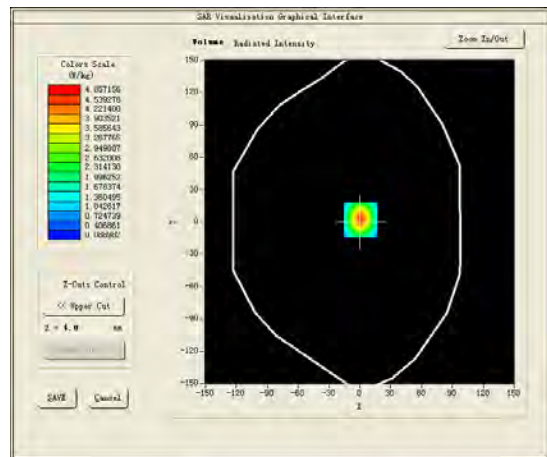 SAR Visualisation Graphical Interface
Volume Radiated Intensity
Zoom In/Out
Colors Scale
(W/kg)
4.857156
4.539278
4.221400
3.903521
3.585643
3.267765
2.949887
2.632008
2.314130
1.996252
1.678374
1.360495
1.042617
0.724739
0.406861
0.088982
Z-Cuts Control
<< Upper Cut
Z = 4.0 mm
SAVE
Cancel
150
120
90
60
30
0
-30
-60
-90
-120
-150
Y
-150 -120 -90 -60 -30 0 30 60 90 120 150
X